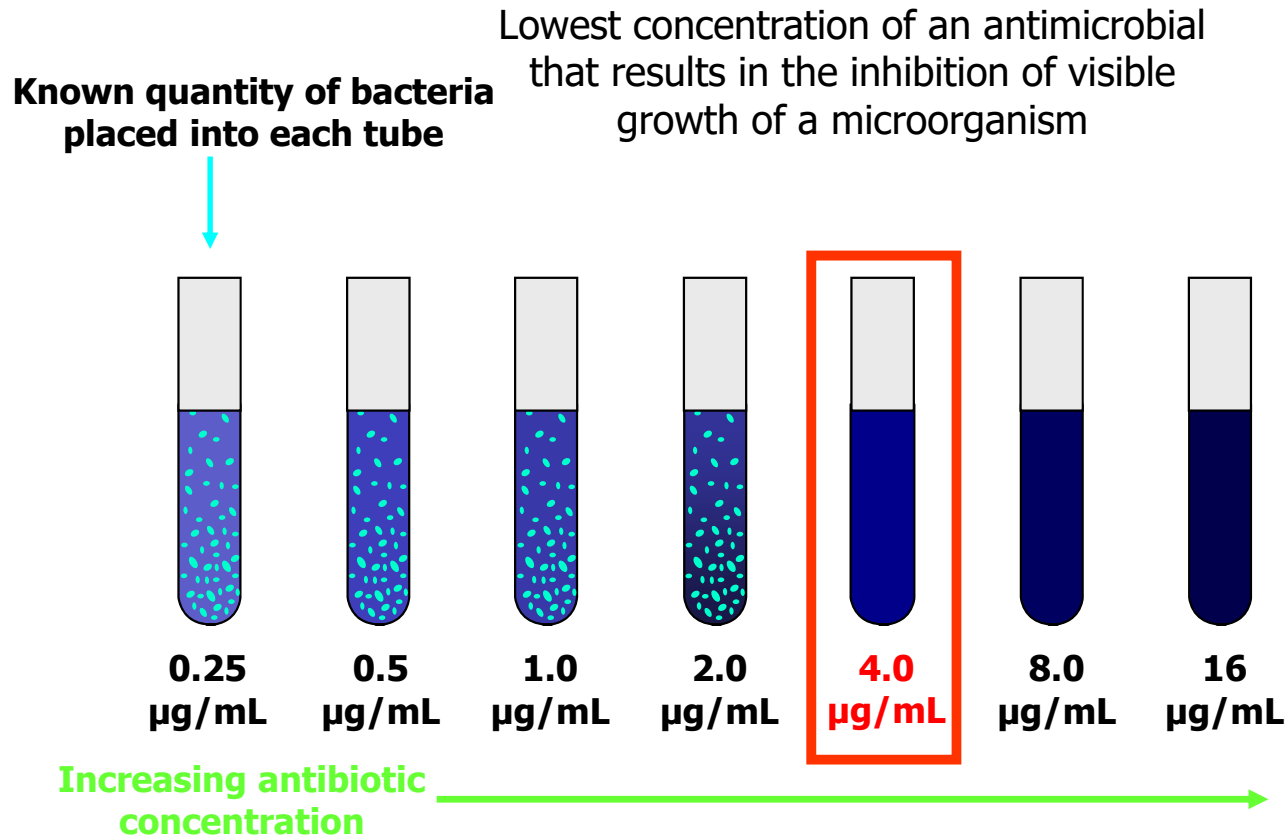 Lowest concentration of an antimicrobial
that results in the inhibition of visible
growth of a microorganism
Known quantity of bacteria
placed into each tube
0.25
µg/mL
0.5
µg/mL
1.0
µg/mL
2.0
µg/mL
4.0
µg/mL
8.0
µg/mL
16
µg/mL
Increasing antibiotic
concentration